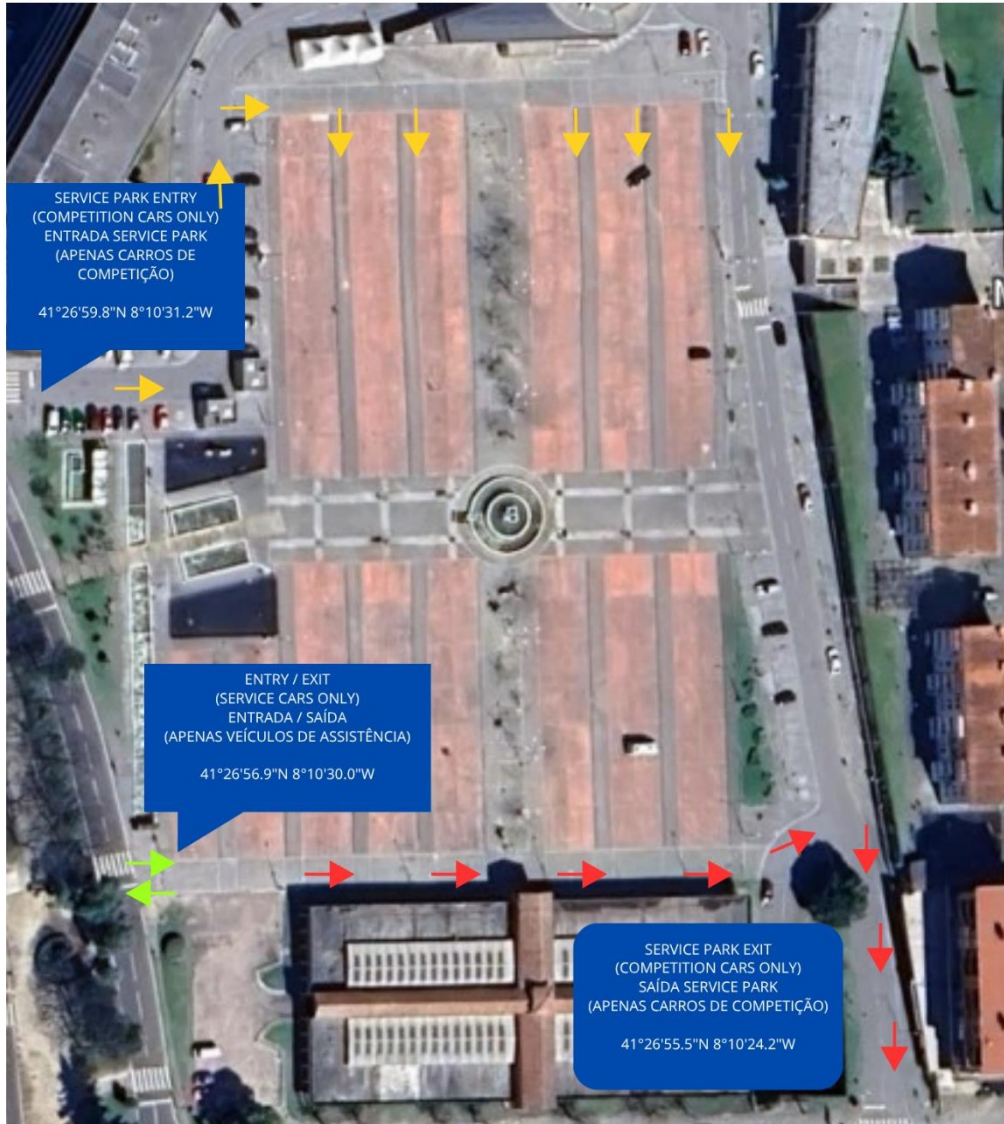 SERVICE PARK ENTRY
(COMPETITION CARS ONLY)
ENTRADA SERVICE PARK
(APENAS CARROS DE
COMPETIÇÃO)
41°26'59.8"N 8°10'31.2"W
N
ENTRY / EXIT
(SERVICE CARS ONLY)
ENTRADA / SAÍDA
(APENAS VEÍCULOS DE ASSISTÊNCIA)
41°26'56.9"N 8°10'30.0"W
SERVICE PARK EXIT
(COMPETITION CARS ONLY)
SAÍDA SERVICE PARK
(APENAS CARROS DE COMPETIÇÃO)
41°26'55.5"N 8°10'24.2"W